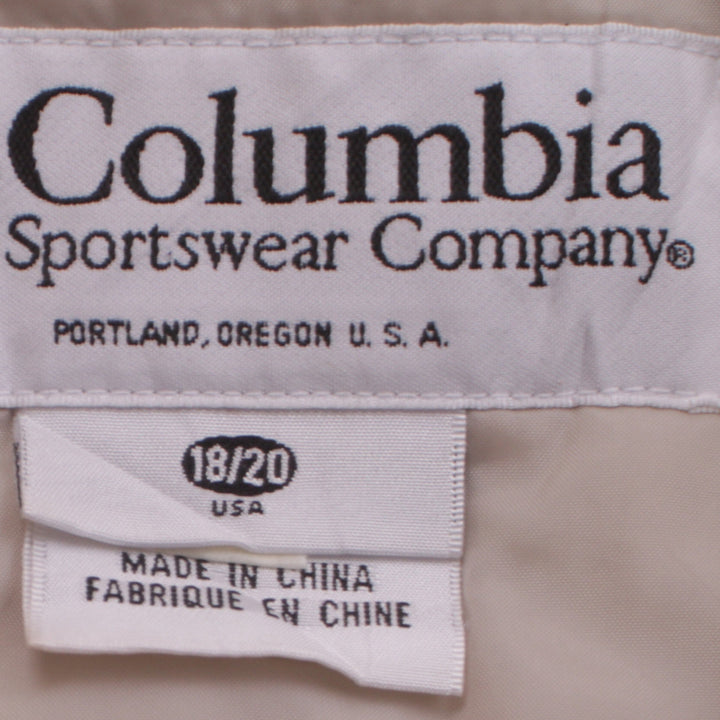 Columbia
Sportswear Company®
PORTLAND, OREGON U. S. A.
18/20
USA
MADE IN CHINA
FABRIQUE EN CHINE